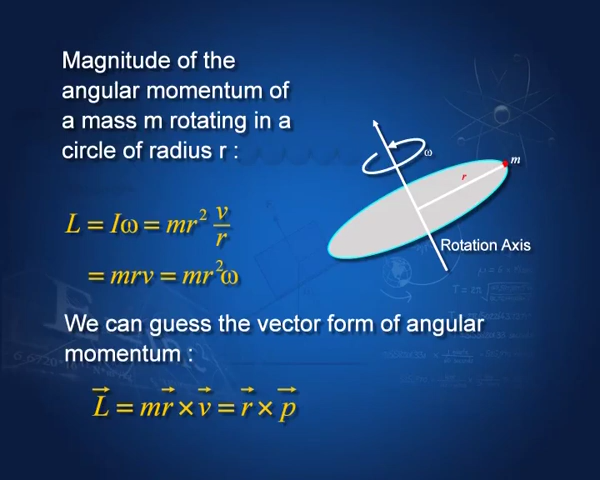 Magnitude of the
angular momentum of
a mass m rotating in a
circle of radius r :
ω
m
r
Rotation Axis
L = Iω = mr² v/r
= mrv = mr²ω
We can guess the vector form of angular
momentum :
L⃗ = mr⃗ × v⃗ = r⃗ × p⃗